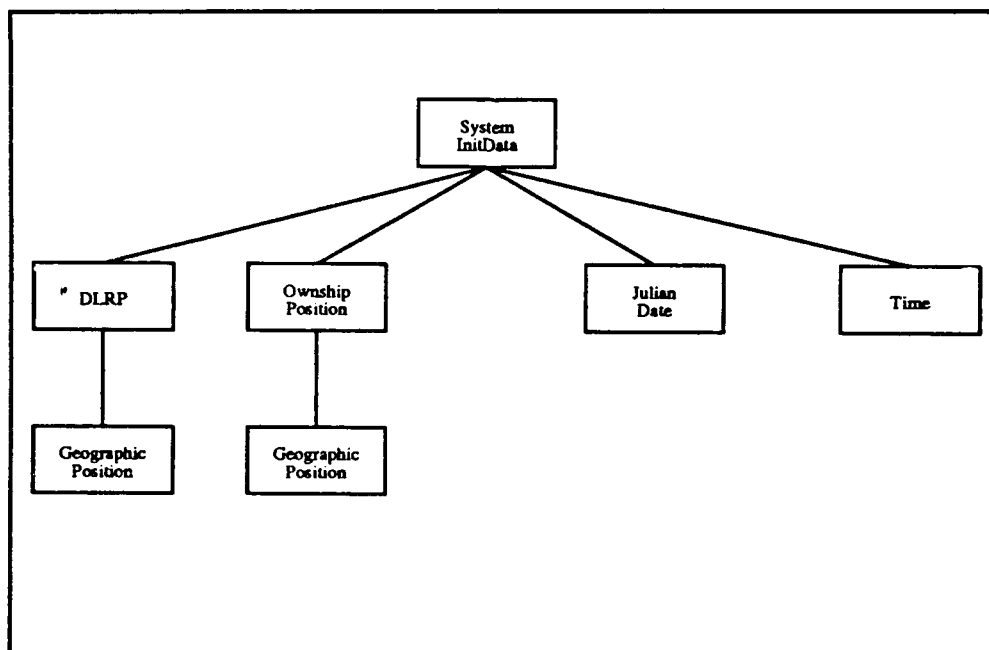 System
InitData
" DLRP
Ownship
Position
Julian
Date
Time
Geographic
Position
Geographic
Position